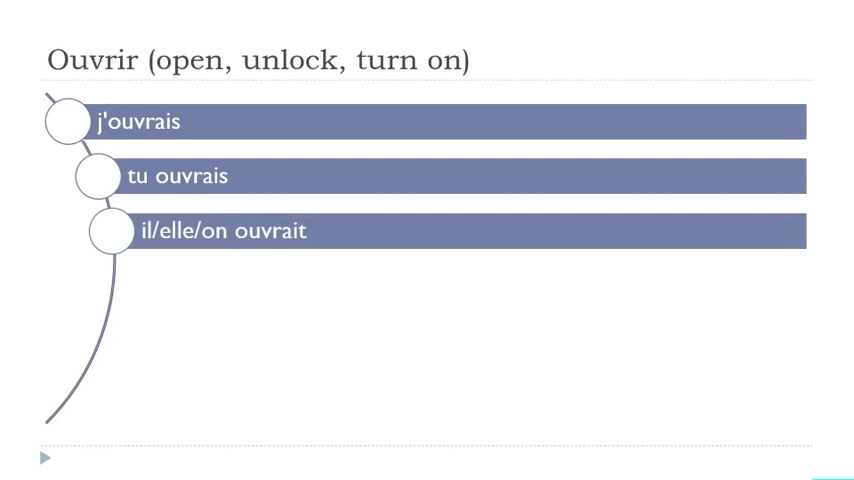 Ouvrir (open, unlock, turn on)
j'ouvrais
tu ouvrais
il/elle/on ouvrait